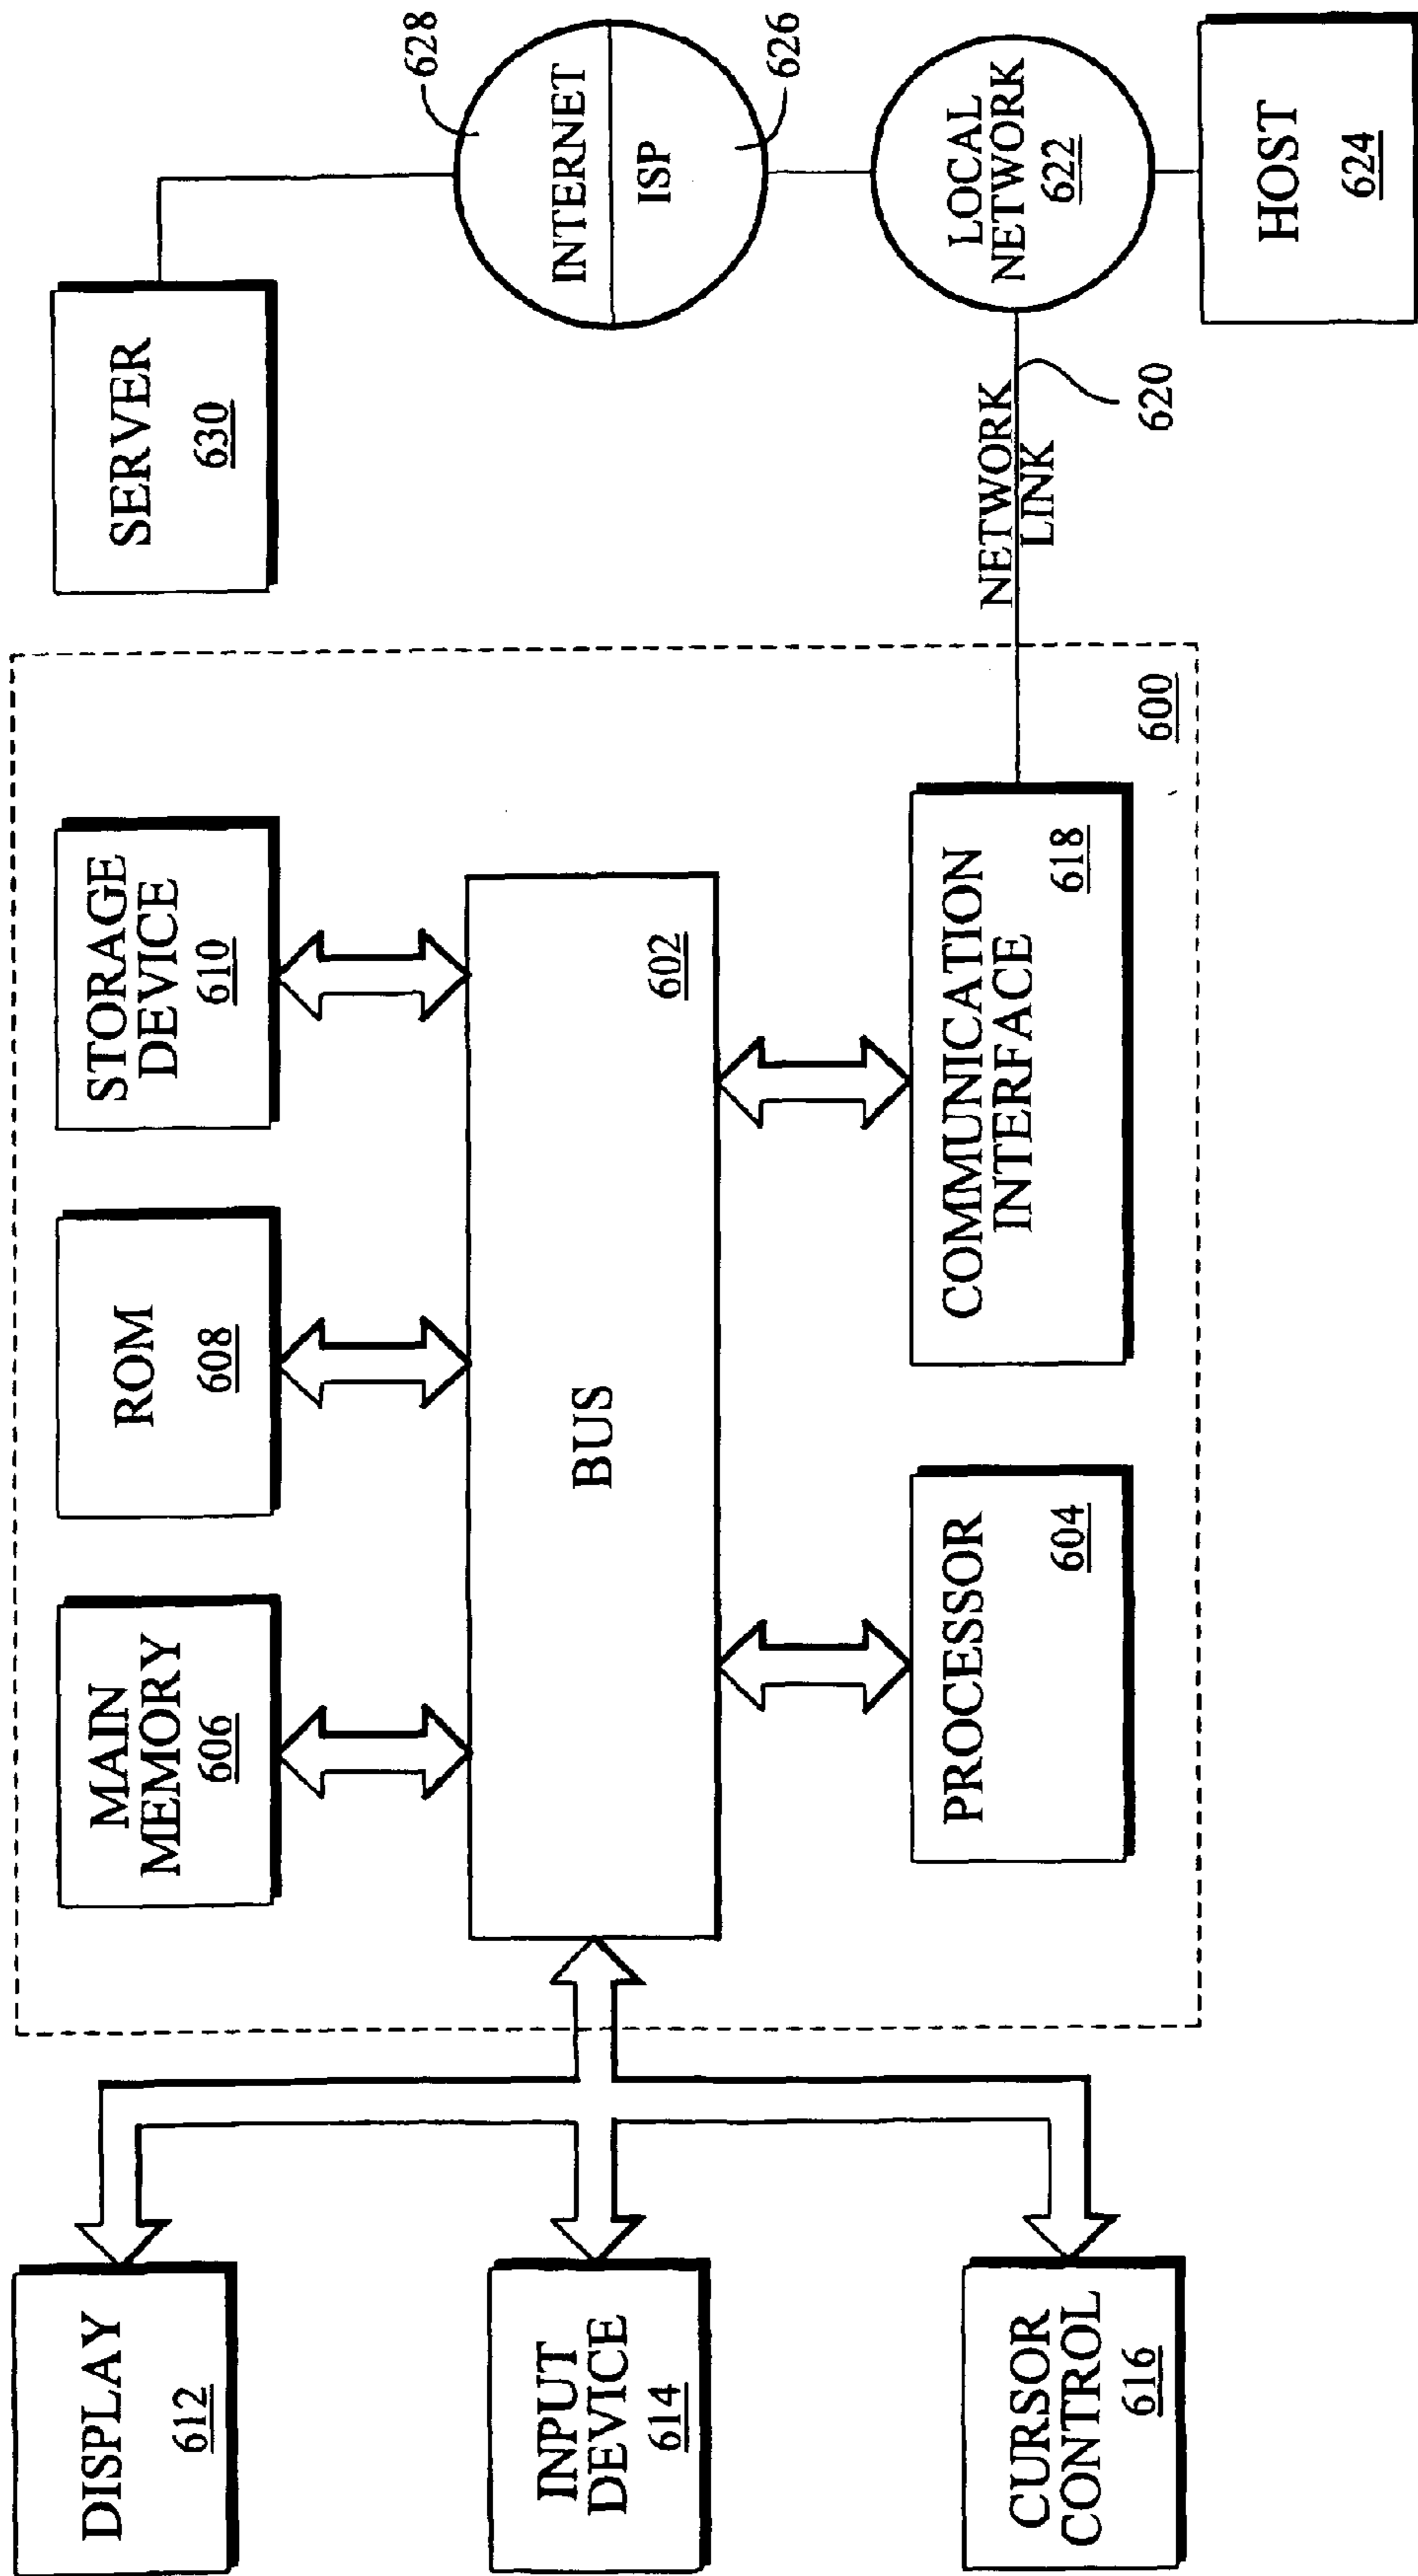 DISPLAY
612
INPUT
DEVICE
614
CURSOR
CONTROL
616
MAIN
MEMORY
606
ROM
608
STORAGE
DEVICE
610
BUS
602
PROCESSOR
604
COMMUNICATION
INTERFACE
618
600
SERVER
630
628
INTERNET
ISP
626
NETWORK
LINK
620
LOCAL
NETWORK
622
HOST
624